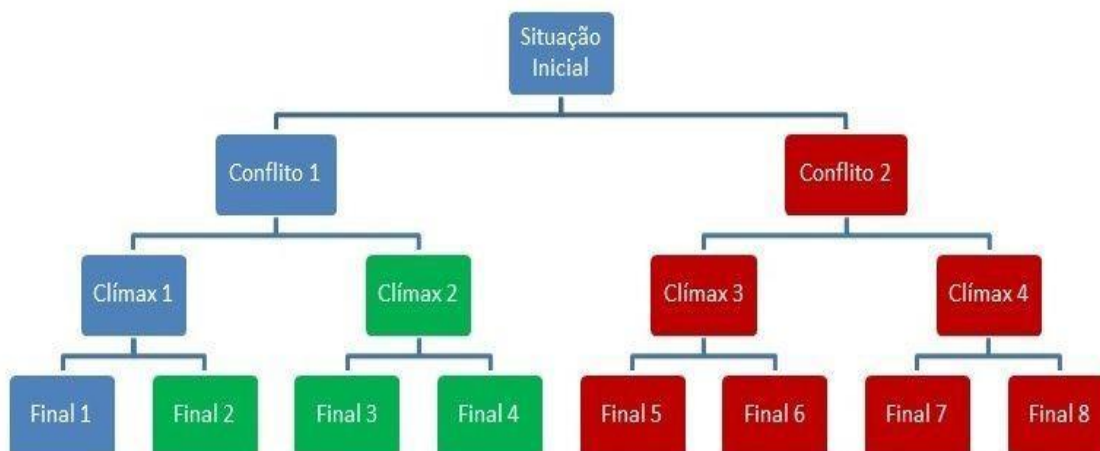 Situação
Inicial
Conflito 1
Conflito 2
Clímax 1
Clímax 2
Clímax 3
Clímax 4
Final 1
Final 2
Final 3
Final 4
Final 5
Final 6
Final 7
Final 8